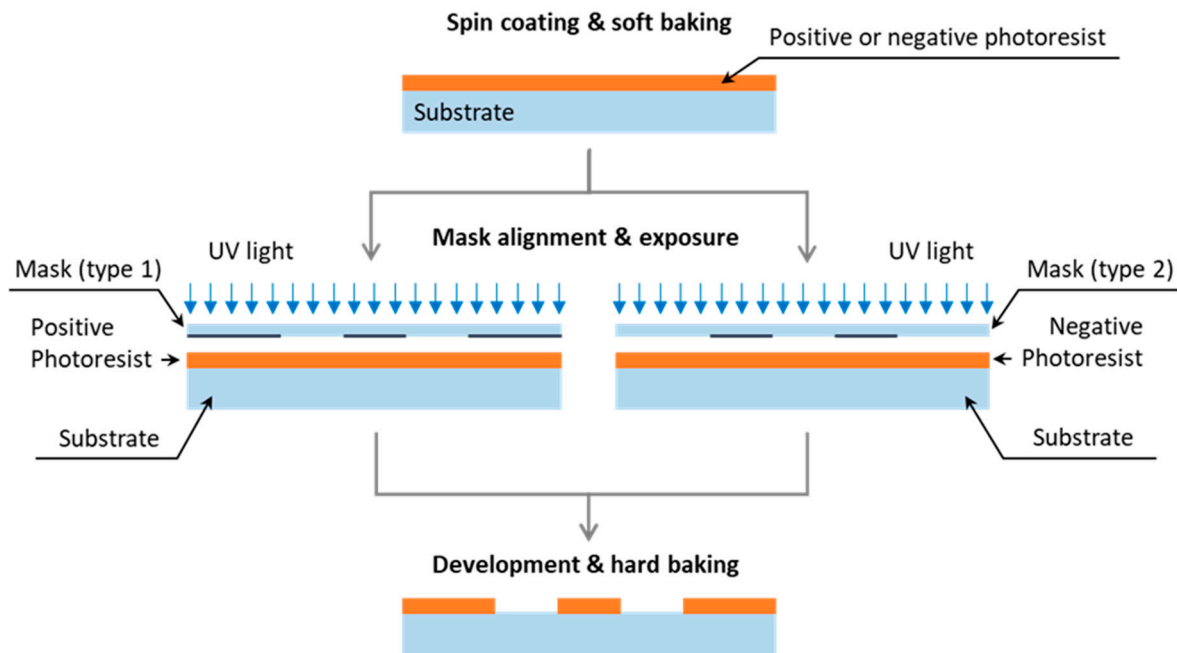 Spin coating & soft baking
Positive or negative photoresist
Substrate
Mask alignment & exposure
UV light
UV light
Mask (type 1)
Mask (type 2)
Positive
Photoresist
Negative
Photoresist
Substrate
Substrate
Development & hard baking